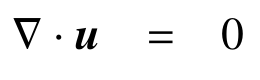 ∇ · u = 0